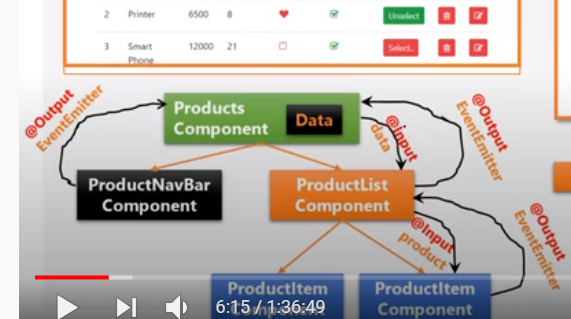 2 Printer 6500 8 Unselect
3 Smart Phone 12000 21 Select..
@Output
EventEmitter
Products
Component
Data
@input
data
@Output
EventEmitter
ProductNavBar
Component
ProductList
Component
@Input
product
@Output
EventEmitter
ProductItem
Component
ProductItem
Component
6:15 / 1:36:49